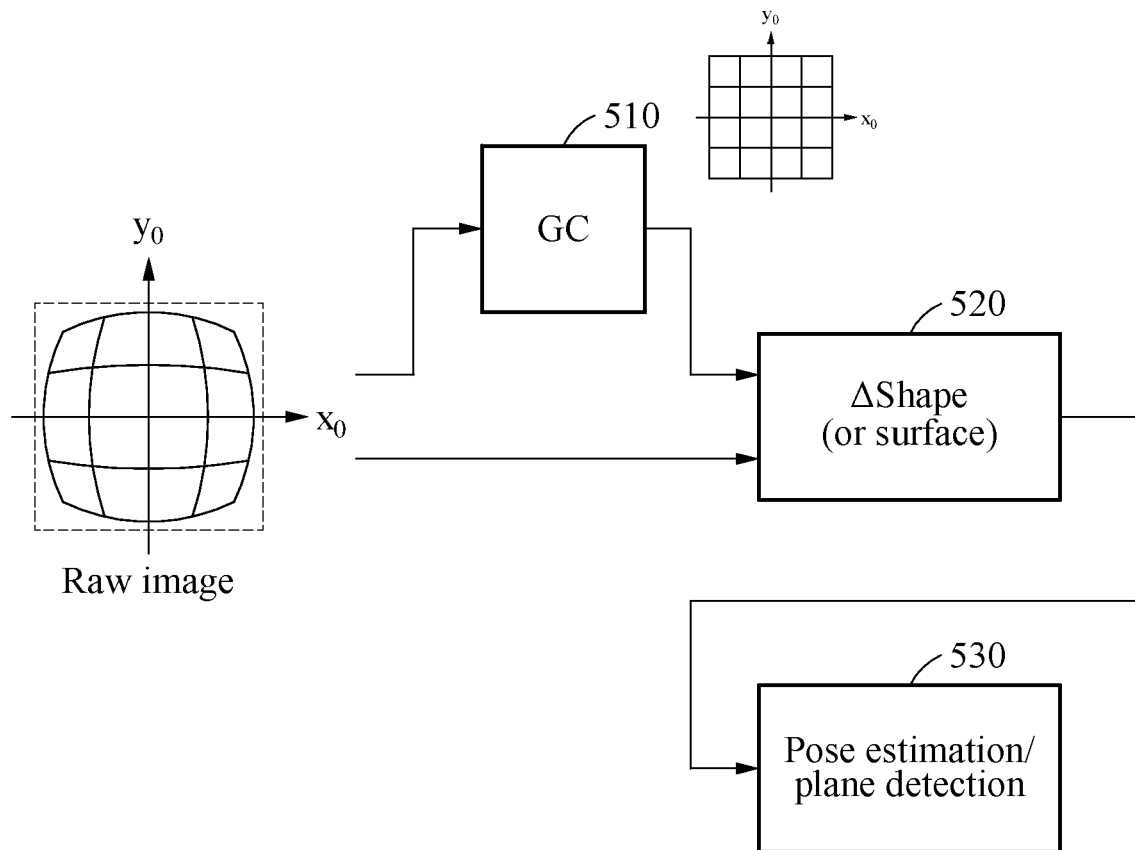 y₀
x₀
510
GC
y₀
x₀
Raw image
520
ΔShape
(or surface)
530
Pose estimation/
plane detection